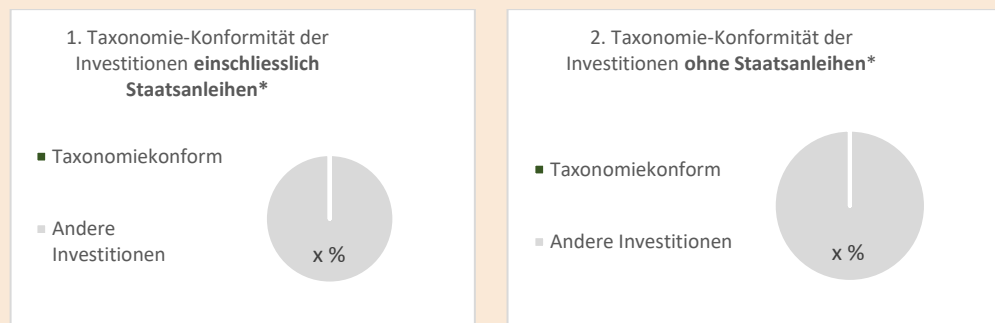 1. Taxonomie-Konformität der
Investitionen einschliesslich
Staatsanleihen*
Taxonomiekonform
Andere
Investitionen
x %
2. Taxonomie-Konformität der
Investitionen ohne Staatsanleihen*
Taxonomiekonform
Andere Investitionen
x %